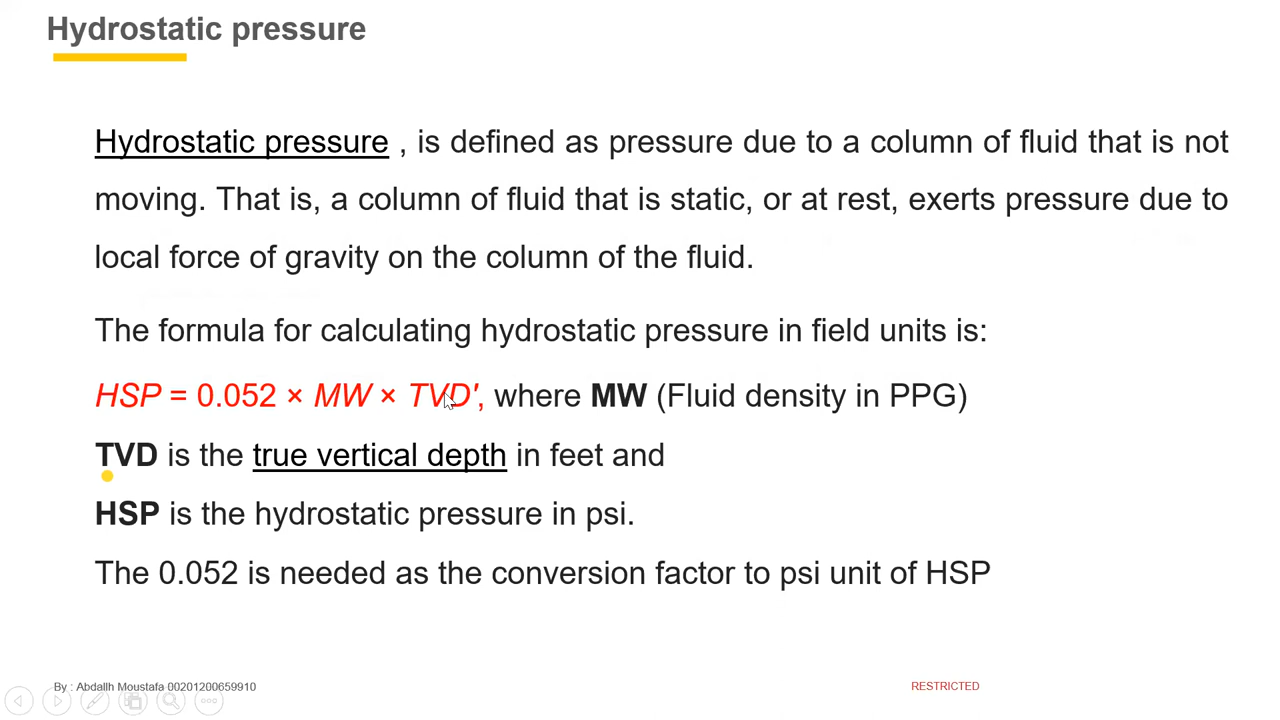 Hydrostatic pressure
Hydrostatic pressure , is defined as pressure due to a column of fluid that is not
moving. That is, a column of fluid that is static, or at rest, exerts pressure due to
local force of gravity on the column of the fluid.
The formula for calculating hydrostatic pressure in field units is:
HSP = 0.052 × MW × TVD', where MW (Fluid density in PPG)
TVD is the true vertical depth in feet and
HSP is the hydrostatic pressure in psi.
The 0.052 is needed as the conversion factor to psi unit of HSP
By : Abdallh Moustafa 00201200659910
RESTRICTED